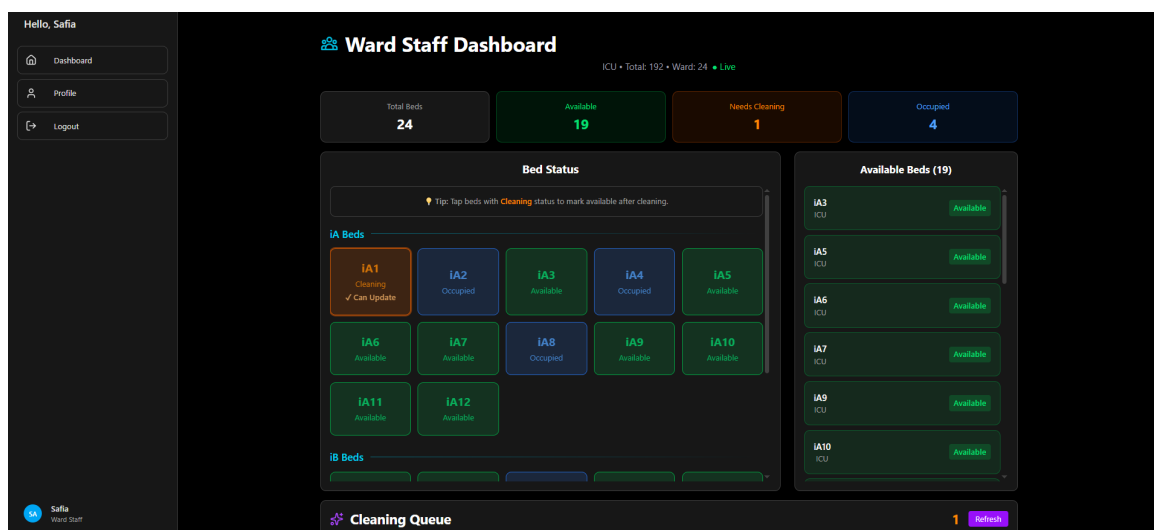 Hello, Safia
Dashboard
Profile
Logout
Safia
Ward Staff
SA
Ward Staff Dashboard
ICU • Total: 192 • Ward: 24 ● Live
Total Beds
24
Available
19
Needs Cleaning
1
Occupied
4
Bed Status
Tip: Tap beds with Cleaning status to mark available after cleaning.
iA Beds
iA1
Cleaning
✓ Can Update
iA2
Occupied
iA3
Available
iA4
Occupied
iA5
Available
iA6
Available
iA7
Available
iA8
Occupied
iA9
Available
iA10
Available
iA11
Available
iA12
Available
iB Beds
Available Beds (19)
iA3
ICU
Available
iA5
ICU
Available
iA6
ICU
Available
iA7
ICU
Available
iA9
ICU
Available
iA10
ICU
Available
Cleaning Queue
1
Refresh